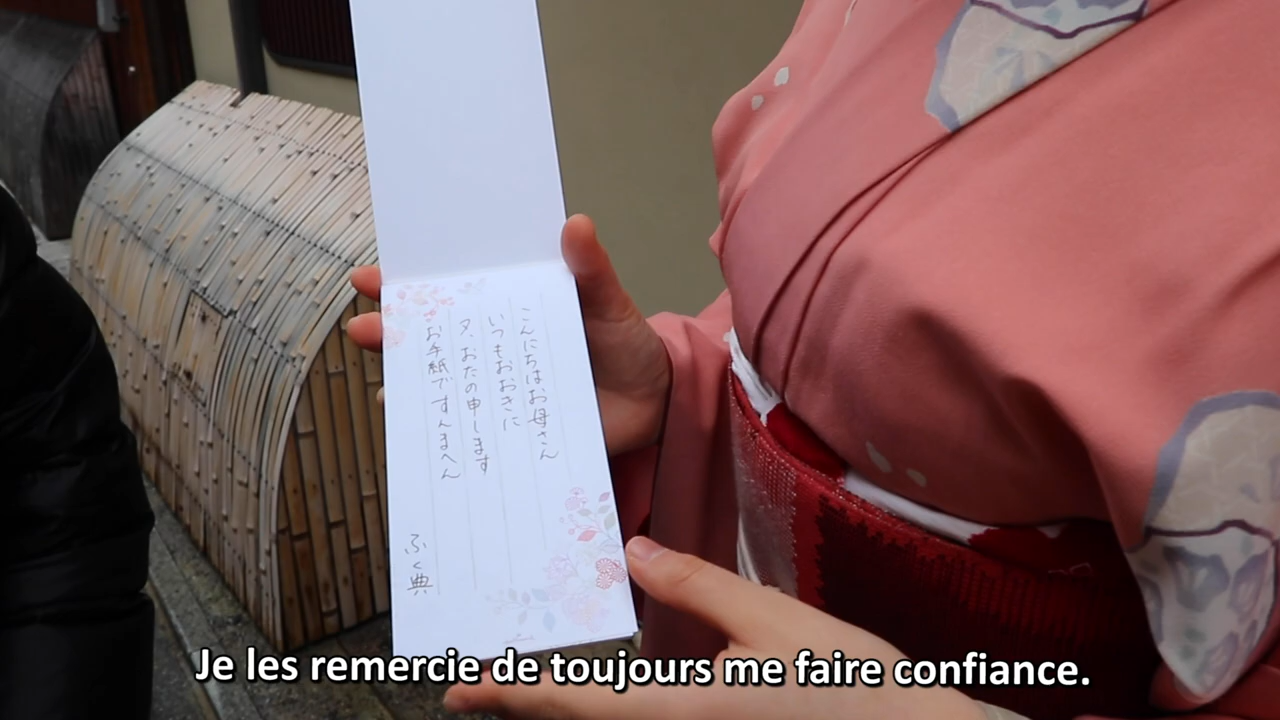 こんにちはお母さん
いつもおおきに
又、おたの申します
お手紙ですんまへん
ふく典
Je les remercie de toujours me faire confiance.